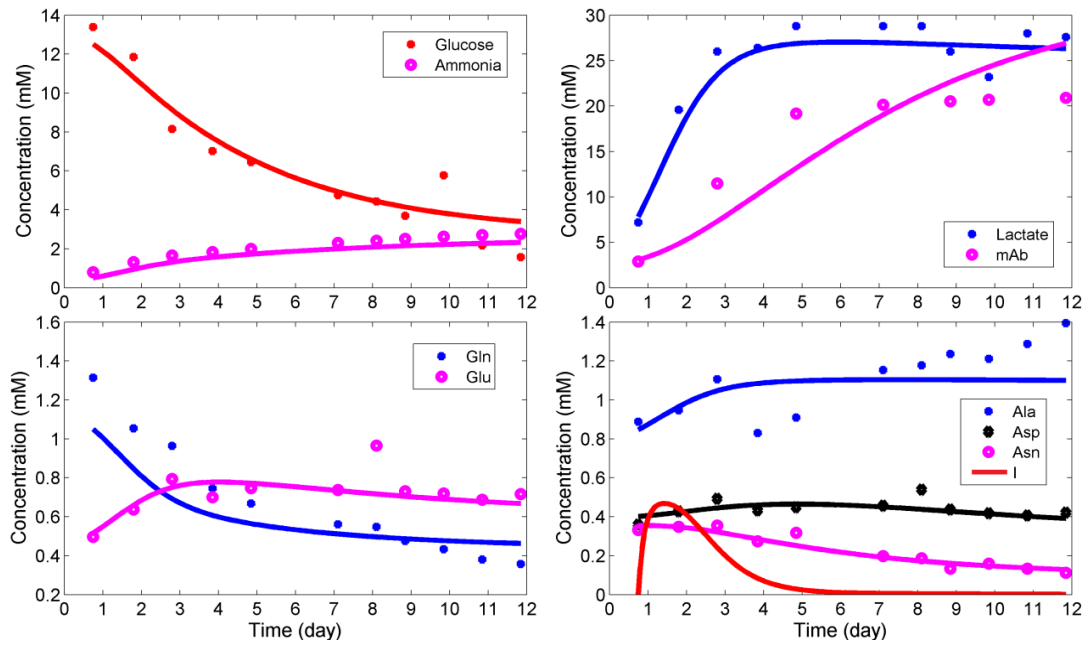 14
12
10
8
6
4
2
0
Concentration (mM)
Glucose
Ammonia
0 1 2 3 4 5 6 7 8 9 10 11 12
30
25
20
15
10
5
0
Concentration (mM)
Lactate
mAb
0 1 2 3 4 5 6 7 8 9 10 11 12
1.6
1.4
1.2
1
0.8
0.6
0.4
0.2
Concentration (mM)
Gln
Glu
0 1 2 3 4 5 6 7 8 9 10 11 12
Time (day)
1.4
1.2
1
0.8
0.6
0.4
0.2
0
Concentration (mM)
Ala
Asp
Asn
I
0 1 2 3 4 5 6 7 8 9 10 11 12
Time (day)